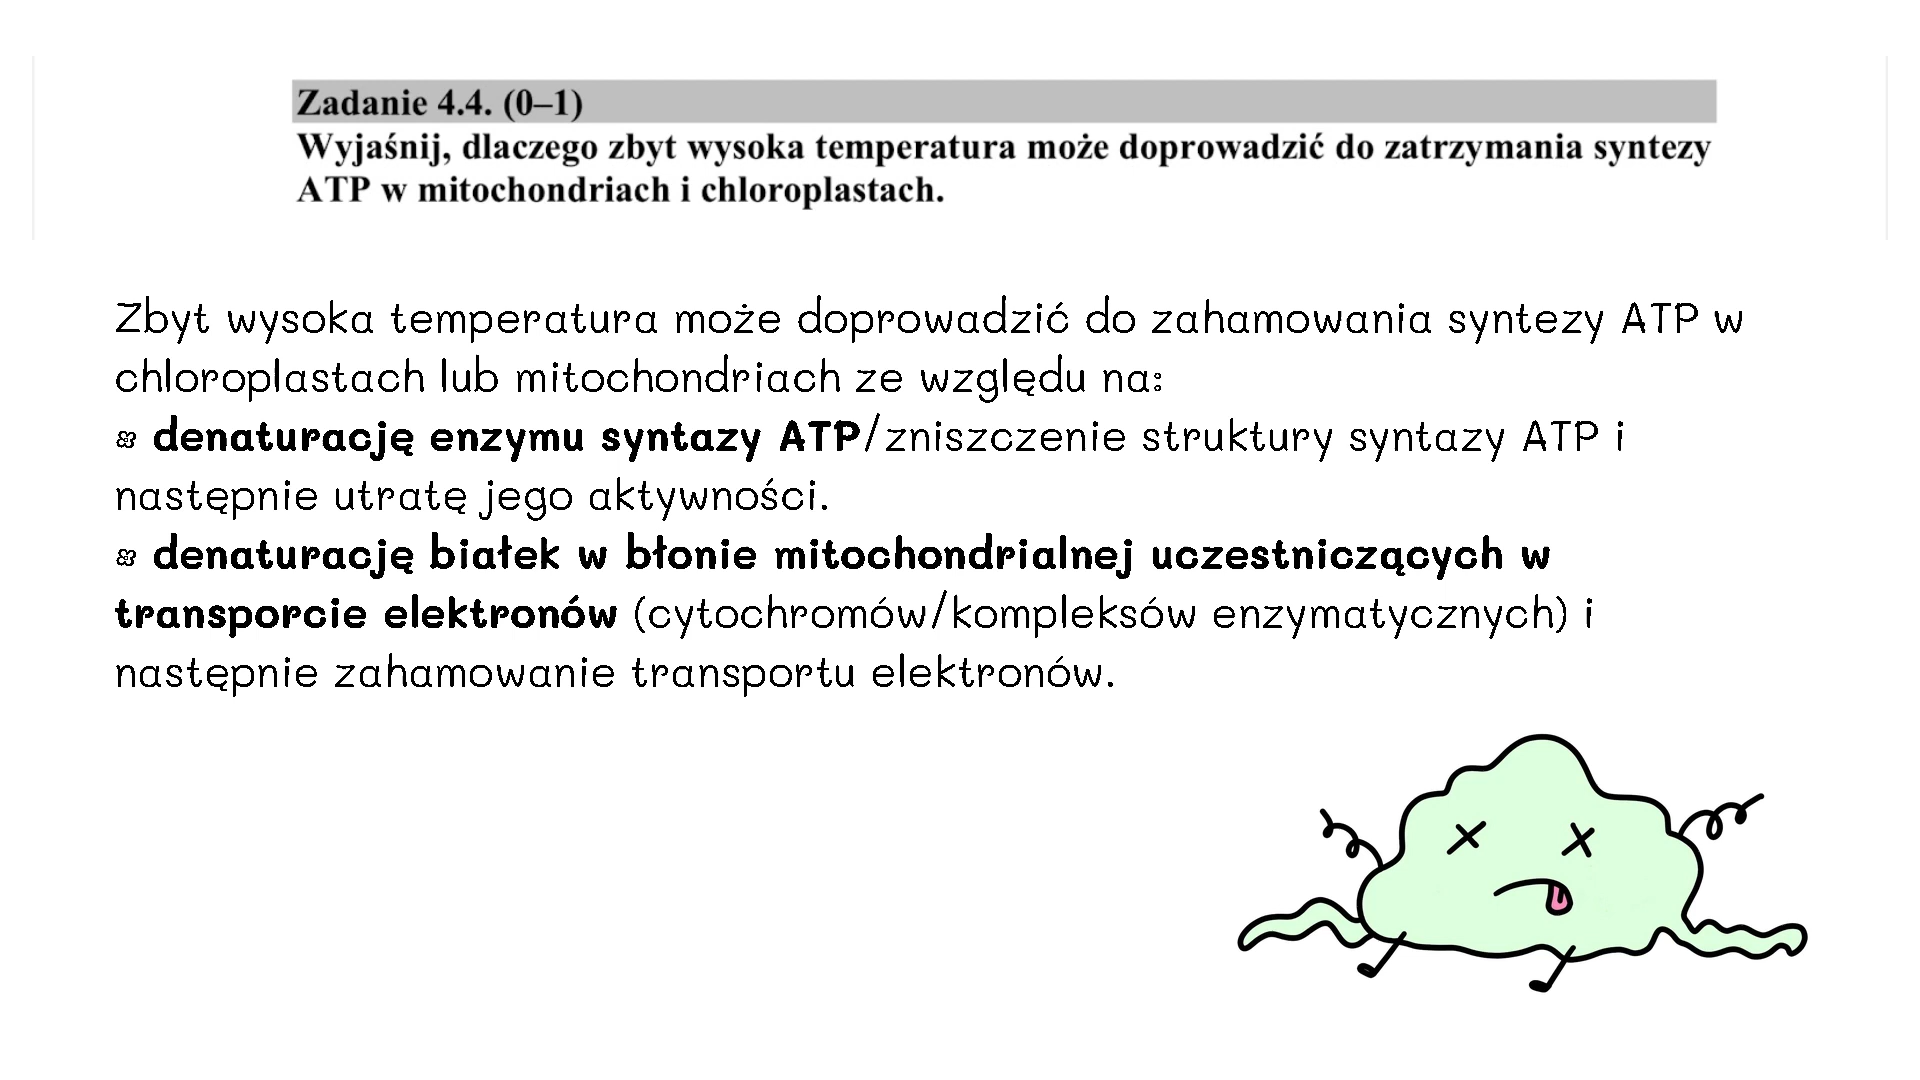 Zadanie 4.4. (0–1)
Wyjaśnij, dlaczego zbyt wysoka temperatura może doprowadzić do zatrzymania syntezy
ATP w mitochondriach i chloroplastach.
Zbyt wysoka temperatura może doprowadzić do zahamowania syntezy ATP w
chloroplastach lub mitochondriach ze względu na:
denaturację enzymu syntazy ATP/zniszczenie struktury syntazy ATP i
następnie utratę jego aktywności.
denaturację białek w błonie mitochondrialnej uczestniczących w
transporcie elektronów (cytochromów/kompleksów enzymatycznych) i
następnie zahamowanie transportu elektronów.